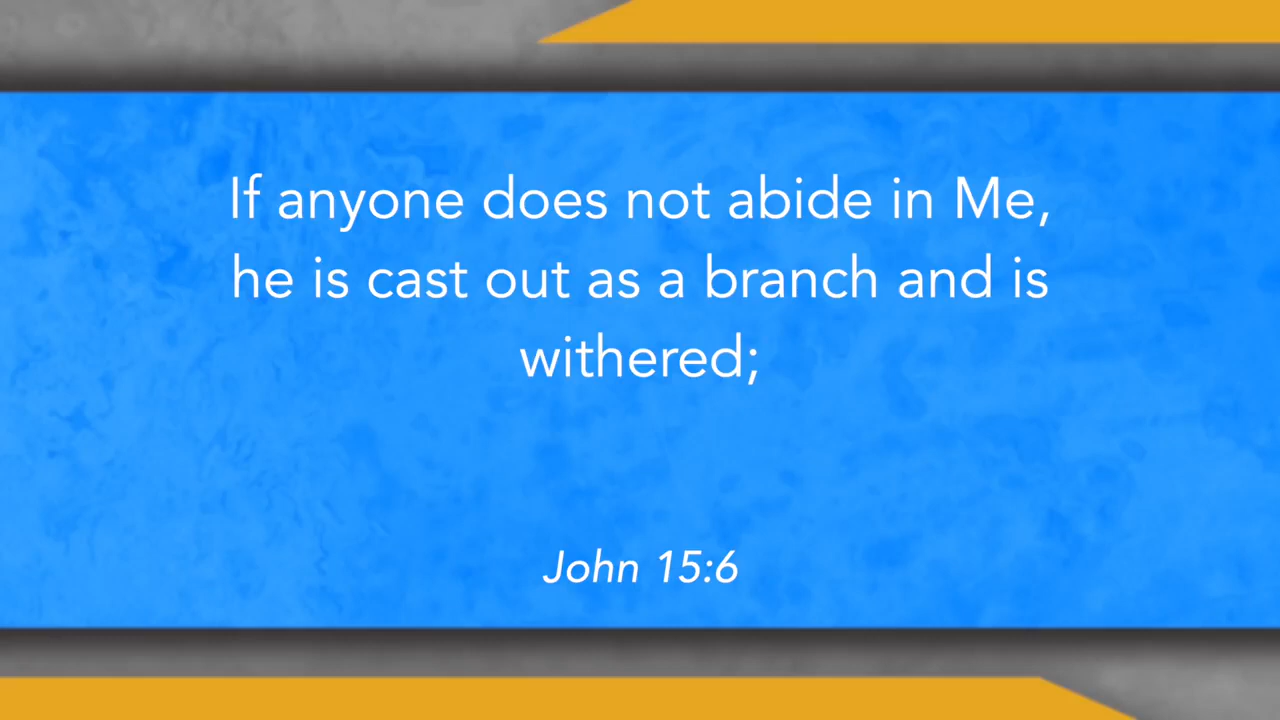 If anyone does not abide in Me,
he is cast out as a branch and is
withered;
John 15:6